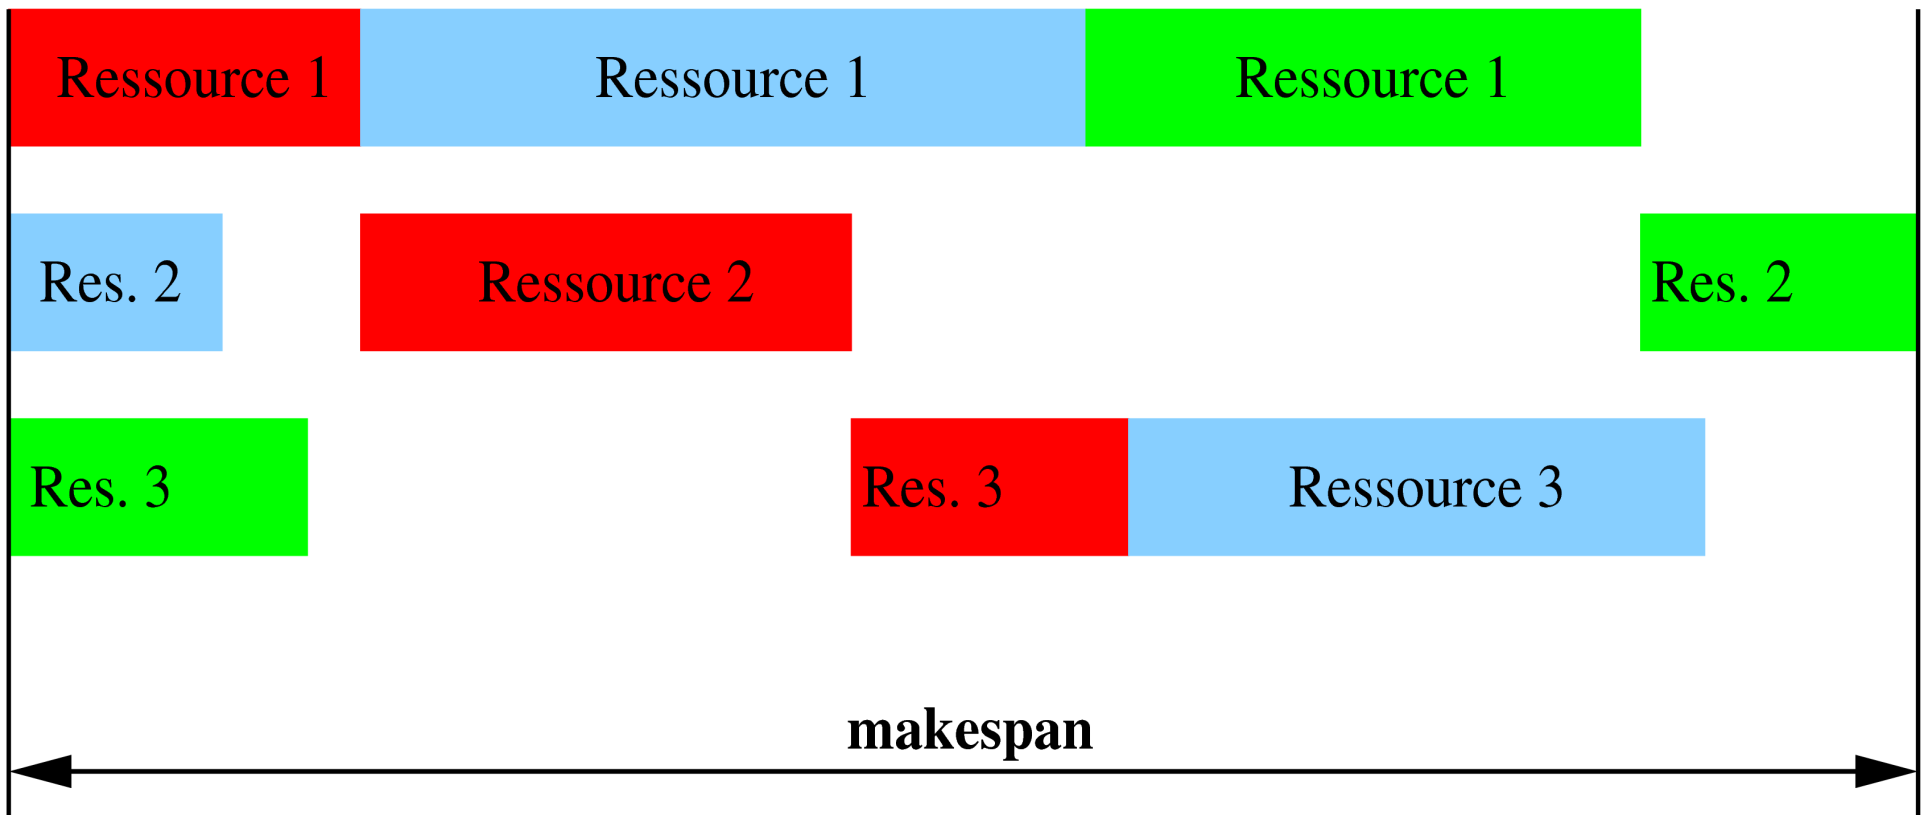 Ressource 1 Ressource 1 Ressource 1
Res. 2 Ressource 2 Res. 2
Res. 3 Res. 3 Ressource 3
makespan